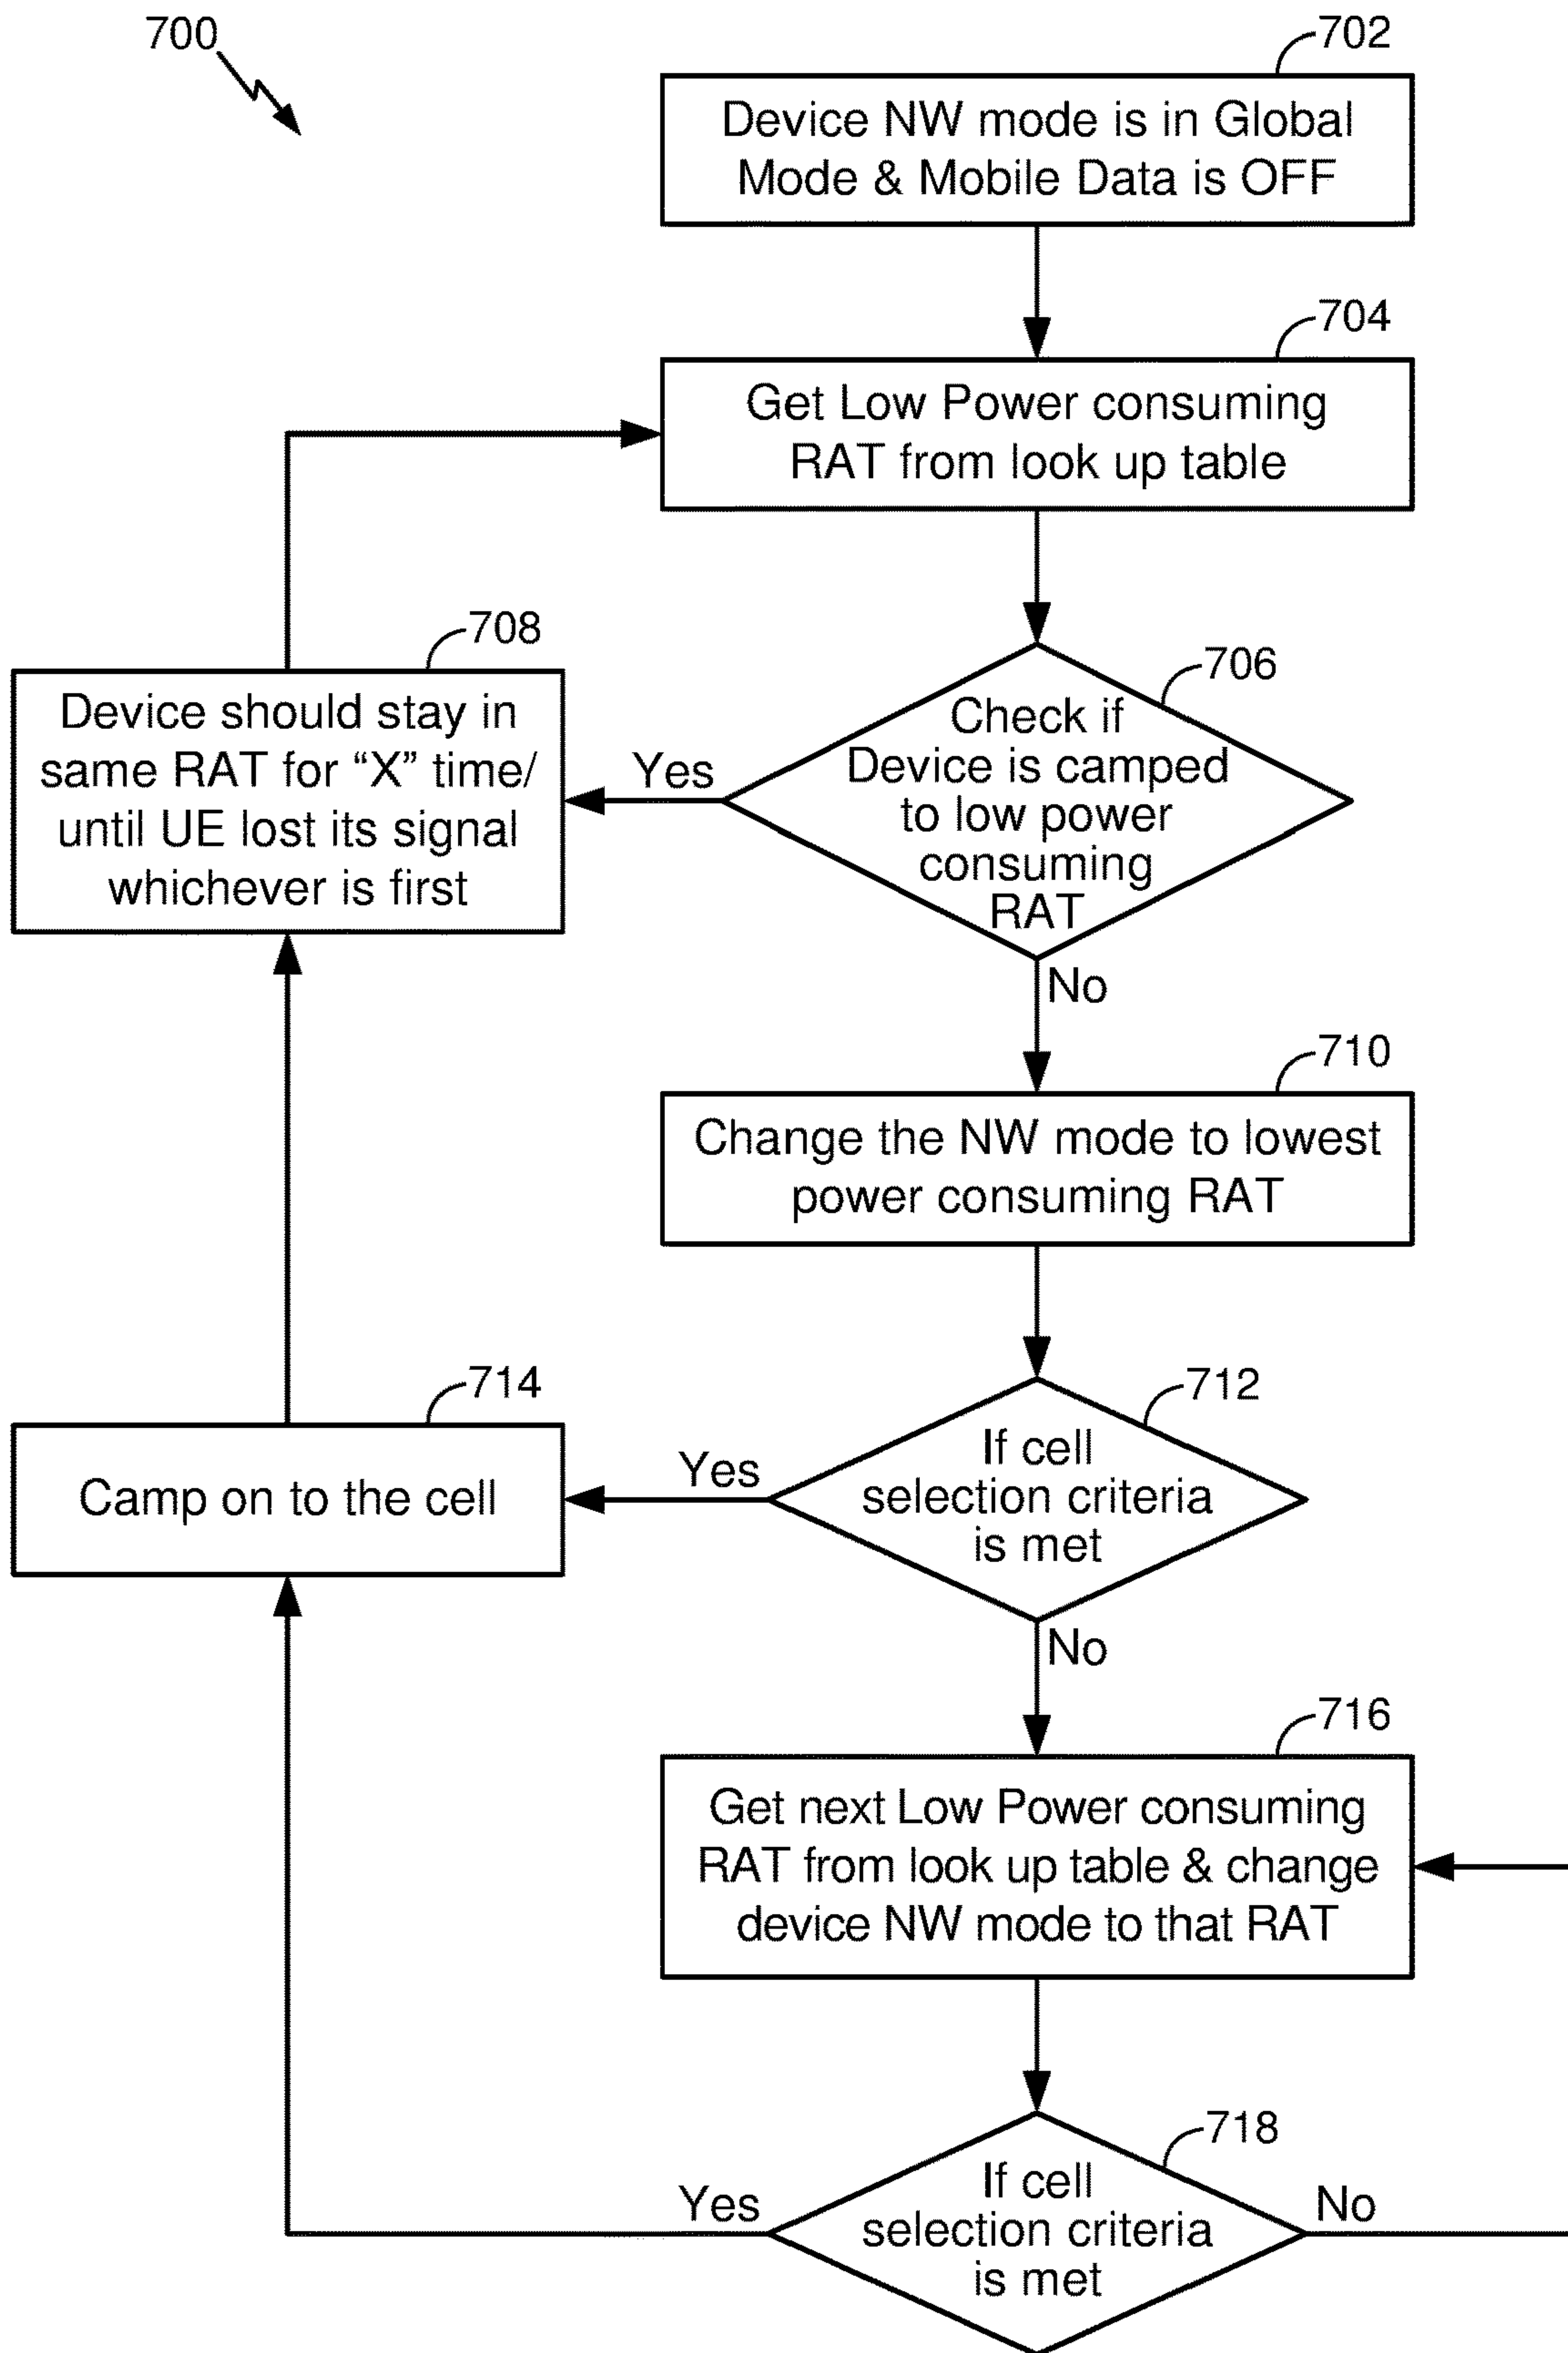 700
702
Device NW mode is in Global
Mode & Mobile Data is OFF
704
Get Low Power consuming
RAT from look up table
706
Check if
Device is camped
to low power
consuming
RAT
Yes
No
708
Device should stay in
same RAT for “X” time/
until UE lost its signal
whichever is first
710
Change the NW mode to lowest
power consuming RAT
712
If cell
selection criteria
is met
Yes
No
714
Camp on to the cell
716
Get next Low Power consuming
RAT from look up table & change
device NW mode to that RAT
718
If cell
selection criteria
is met
Yes
No